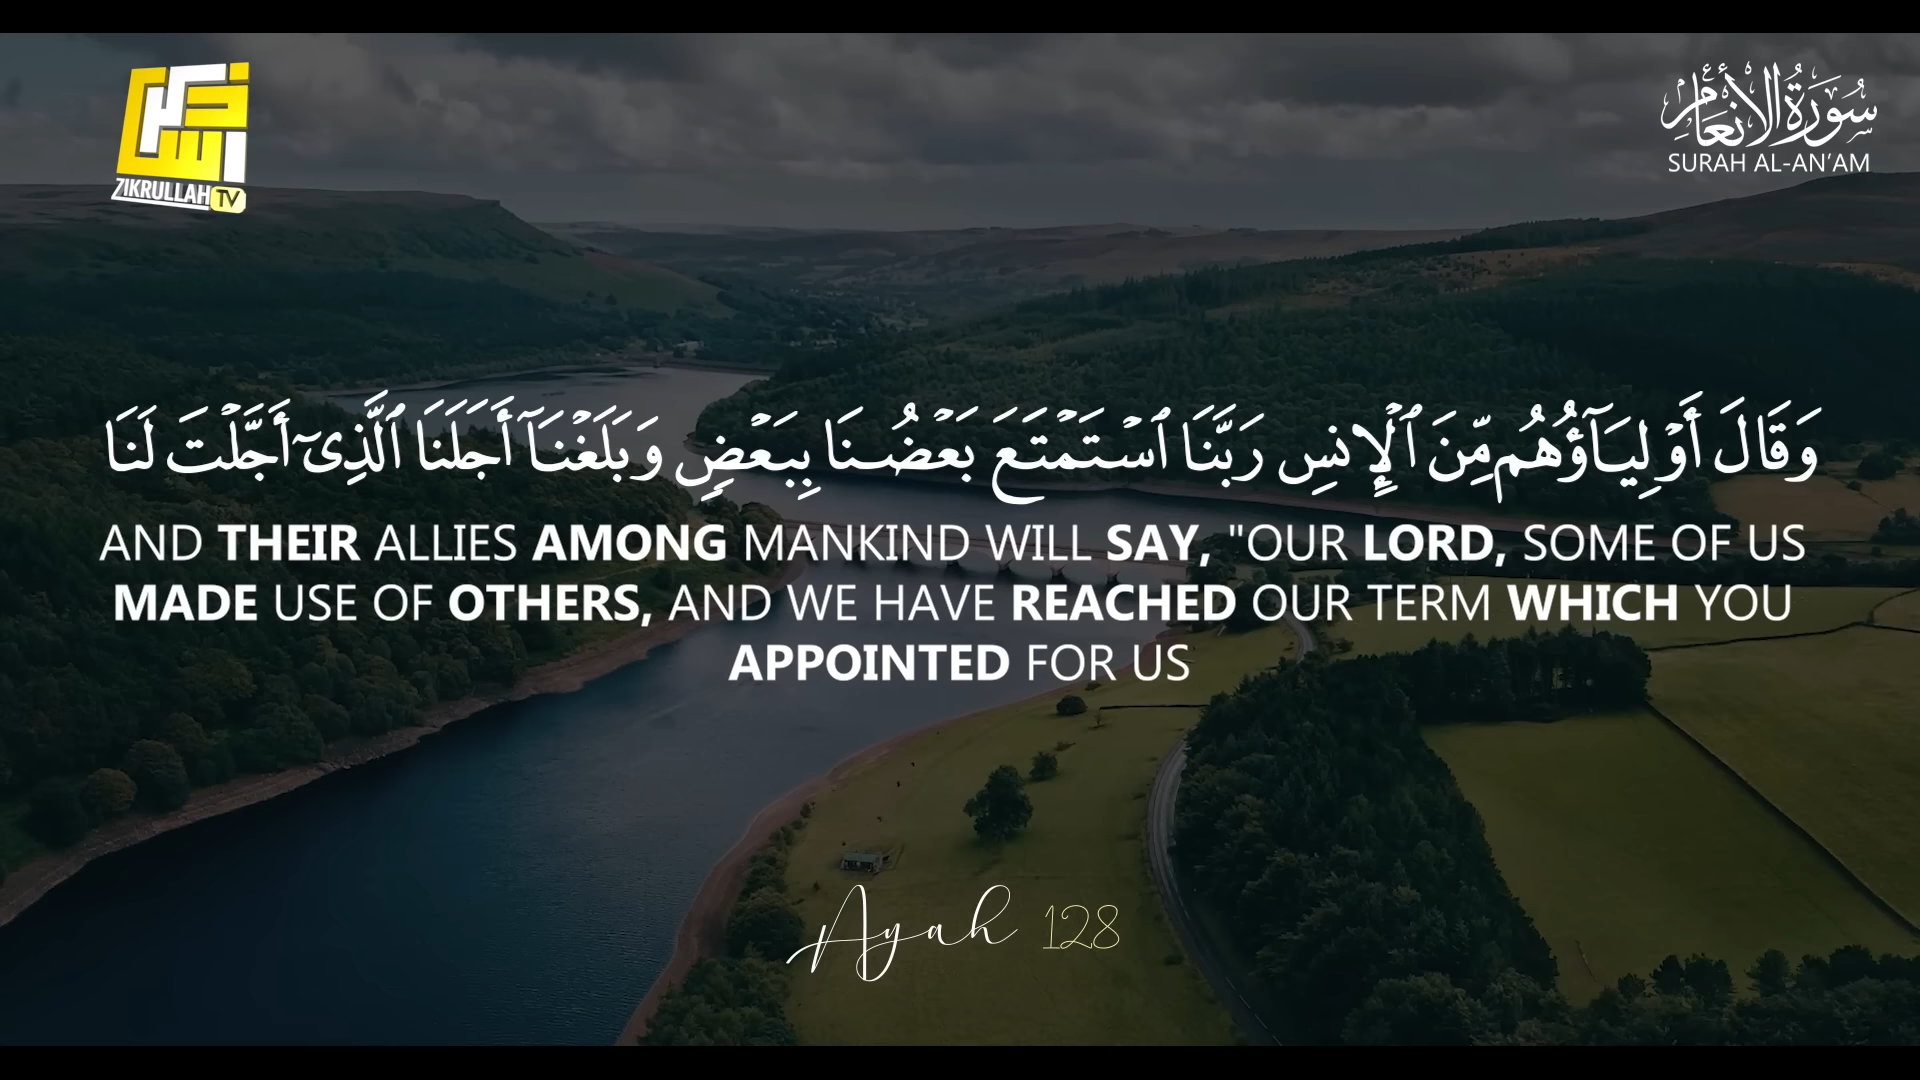 ZIKRULLAH TV
سُورَةُ الأَنْعَامِ
SURAH AL-AN'AM
وَقَالَ أَوْلِيَآؤُهُم مِّنَ ٱلْإِنسِ رَبَّنَا ٱسْتَمْتَعَ بَعْضُنَا بِبَعْضٍ وَبَلَغْنَآ أَجَلَنَا ٱلَّذِىٓ أَجَّلْتَ لَنَا
AND THEIR ALLIES AMONG MANKIND WILL SAY, "OUR LORD, SOME OF US
MADE USE OF OTHERS, AND WE HAVE REACHED OUR TERM WHICH YOU
APPOINTED FOR US
Ayah 128